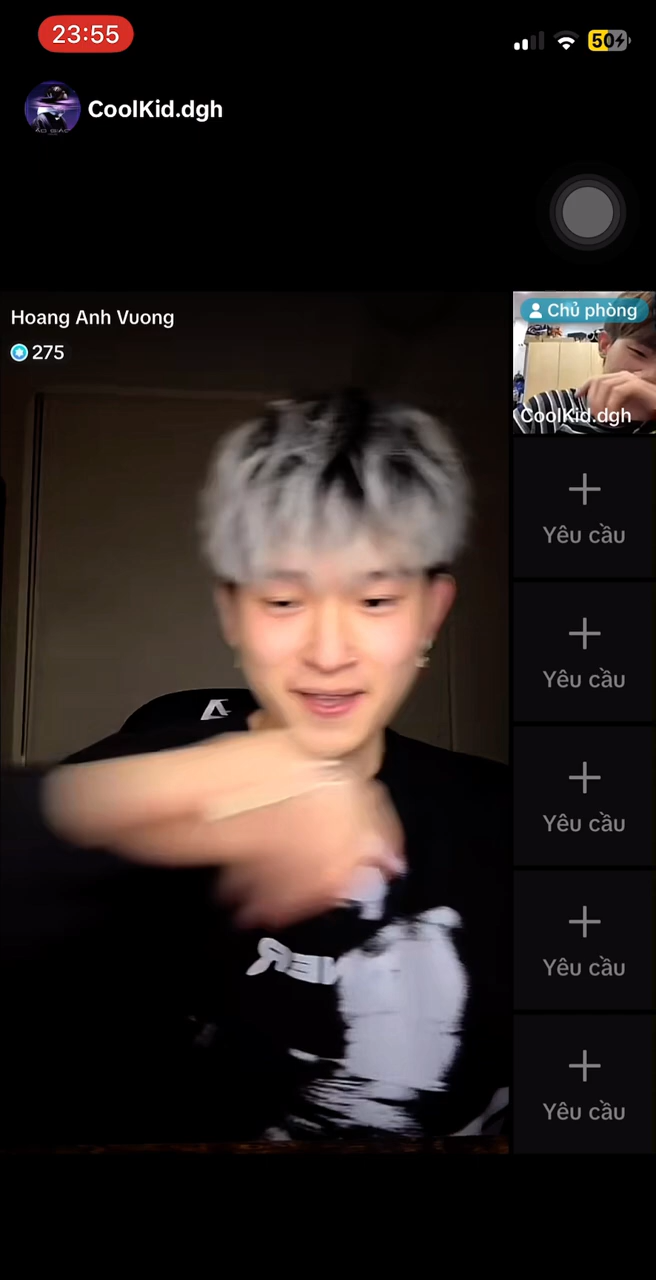 23:55
50
CoolKid.dgh
Hoang Anh Vuong
275
Chủ phòng
CoolKid.dgh
Yêu cầu
Yêu cầu
Yêu cầu
Yêu cầu
Yêu cầu